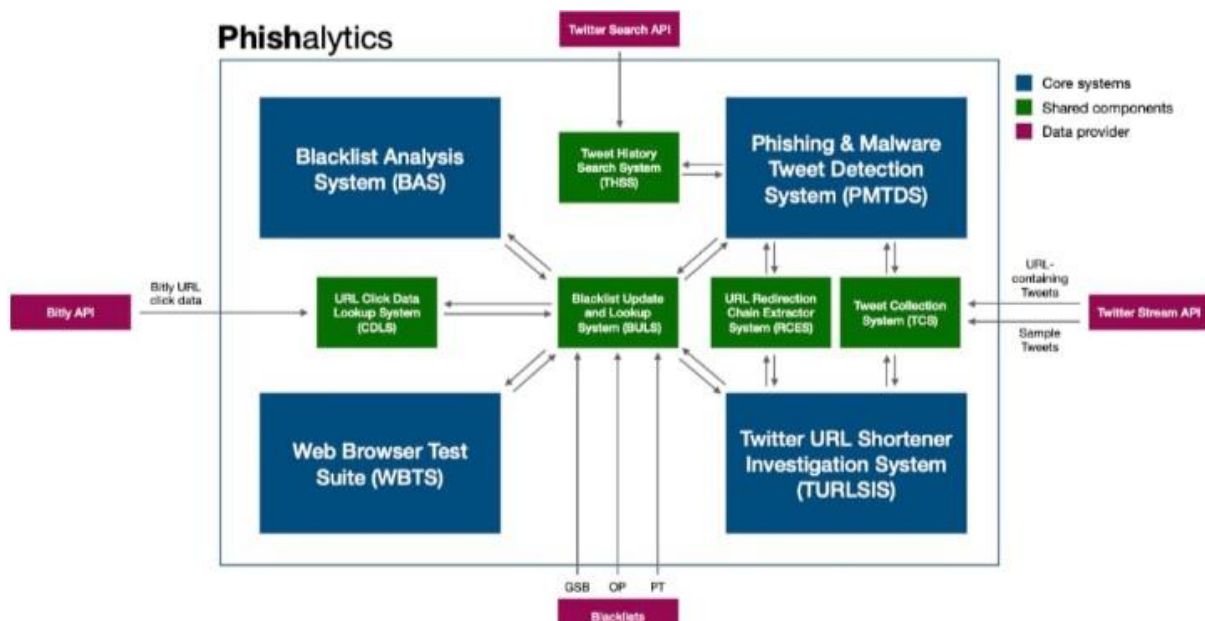 Phishalytics
Twitter Search API
Core systems
Shared components
Data provider
Blacklist Analysis
System (BAS)
Tweet History
Search System
(THSS)
Phishing & Malware
Tweet Detection
System (PMTDS)
Bitly API
Bitly URL
click data
URL Click Data
Lookup System
(CDLS)
Blacklist Update
and Lookup
System (BULS)
URL Redirection
Chain Extractor
System (RCES)
Tweet Collection
System (TCS)
URL-
containing
Tweets
Twitter Stream API
Sample
Tweets
Web Browser Test
Suite (WBTS)
Twitter URL Shortener
Investigation System
(TURLSIS)
GSB OP PT
Blacklists